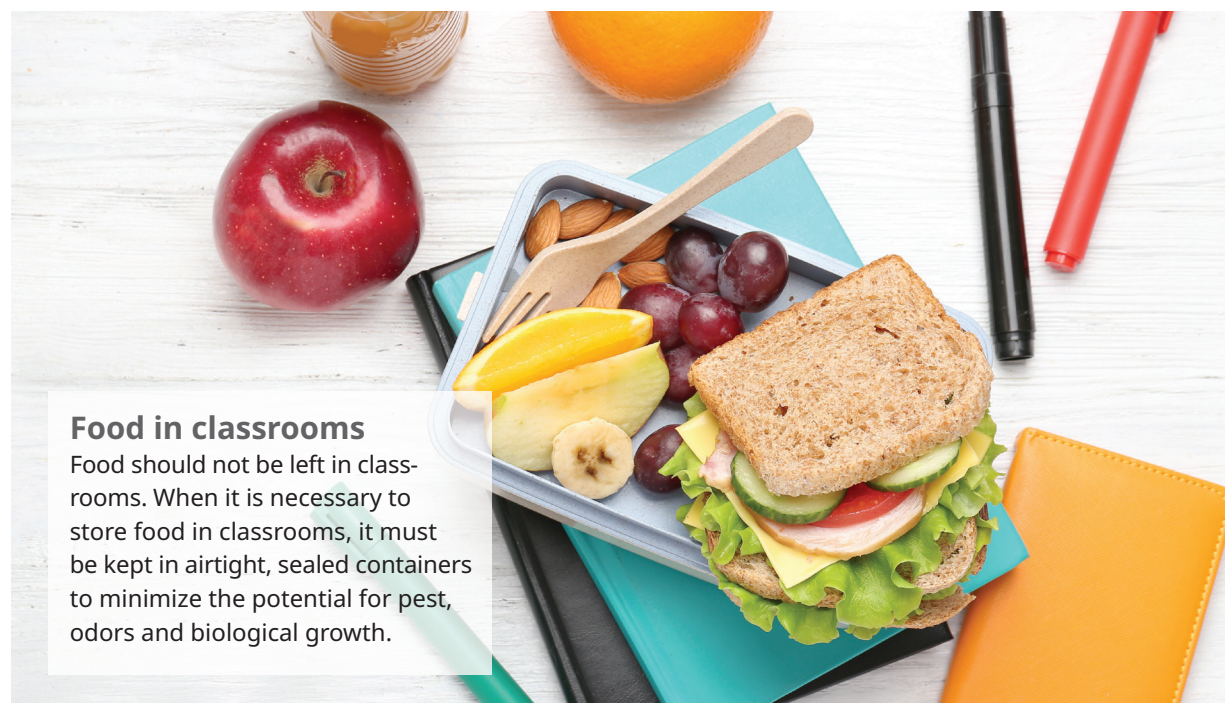 Food in classrooms
Food should not be left in class-
rooms. When it is necessary to
store food in classrooms, it must
be kept in airtight, sealed containers
to minimize the potential for pest,
odors and biological growth.